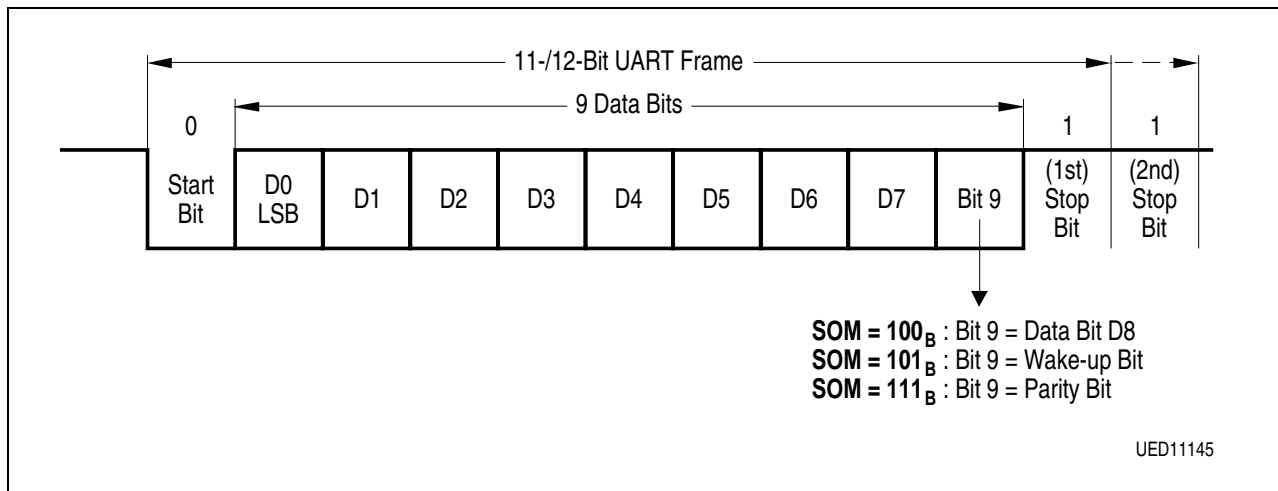 11-/12-Bit UART Frame
9 Data Bits
0
1
1
Start
Bit
D0
LSB
D1
D2
D3
D4
D5
D6
D7
Bit 9
(1st)
Stop
Bit
(2nd)
Stop
Bit
SOM = 100B : Bit 9 = Data Bit D8
SOM = 101B : Bit 9 = Wake-up Bit
SOM = 111B : Bit 9 = Parity Bit
UED11145